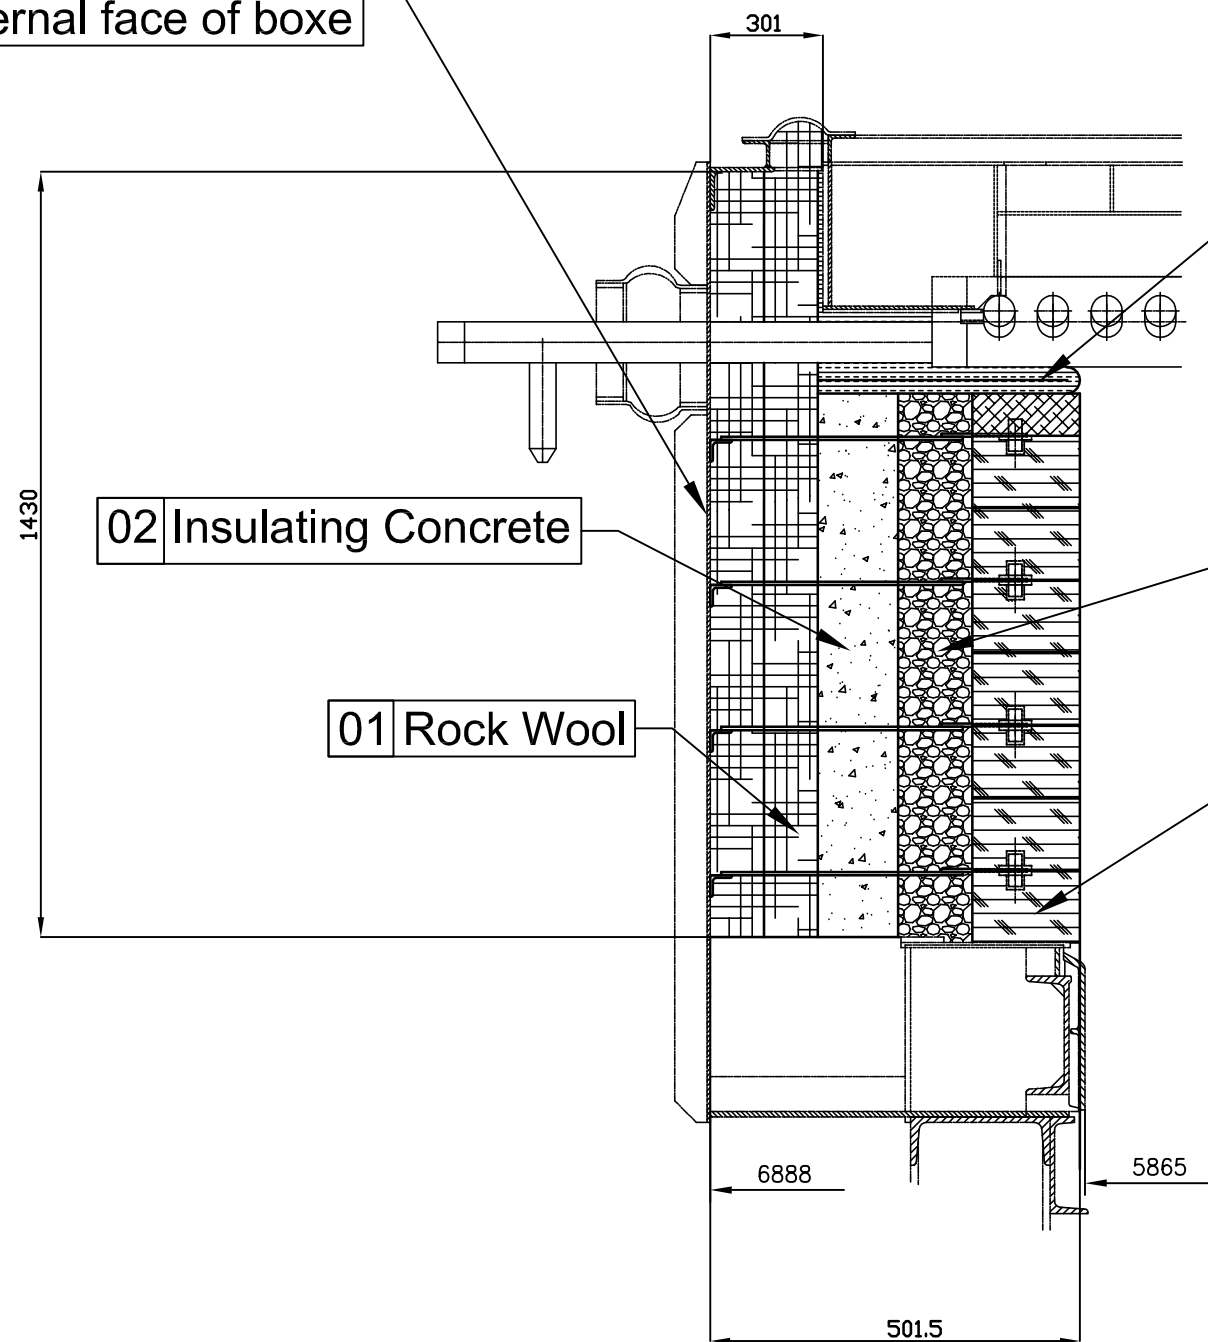 ernal face of boxe
301
1430
02 Insulating Concrete
01 Rock Wool
6888
5865
501.5